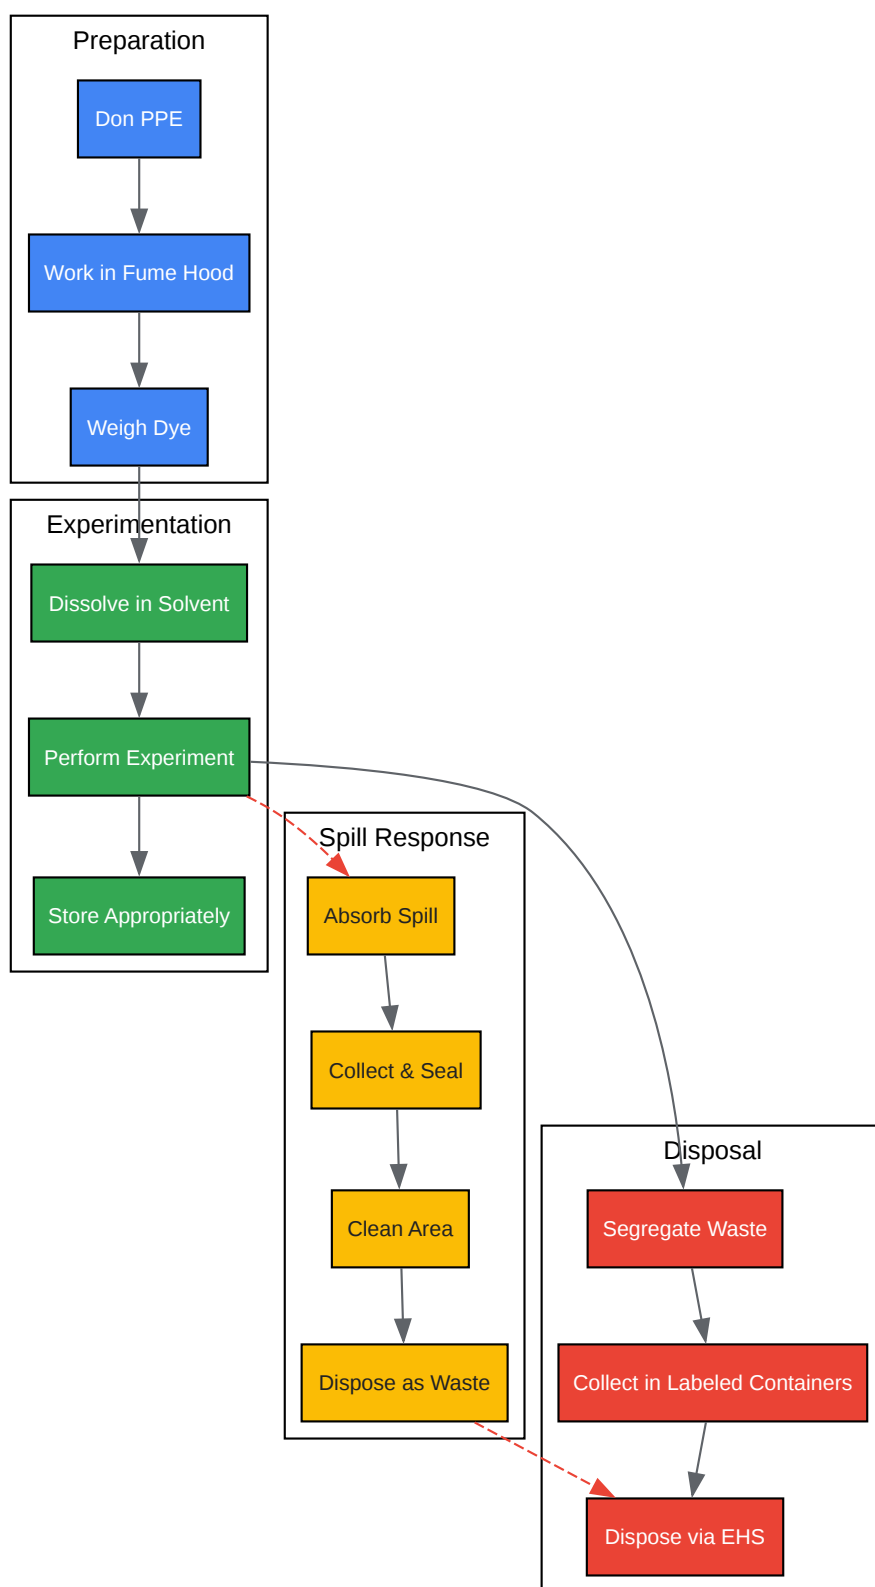 Preparation
Don PPE
Work in Fume Hood
Weigh Dye
Experimentation
Dissolve in Solvent
Perform Experiment
Store Appropriately
Spill Response
Absorb Spill
Collect & Seal
Clean Area
Dispose as Waste
Disposal
Segregate Waste
Collect in Labeled Containers
Dispose via EHS